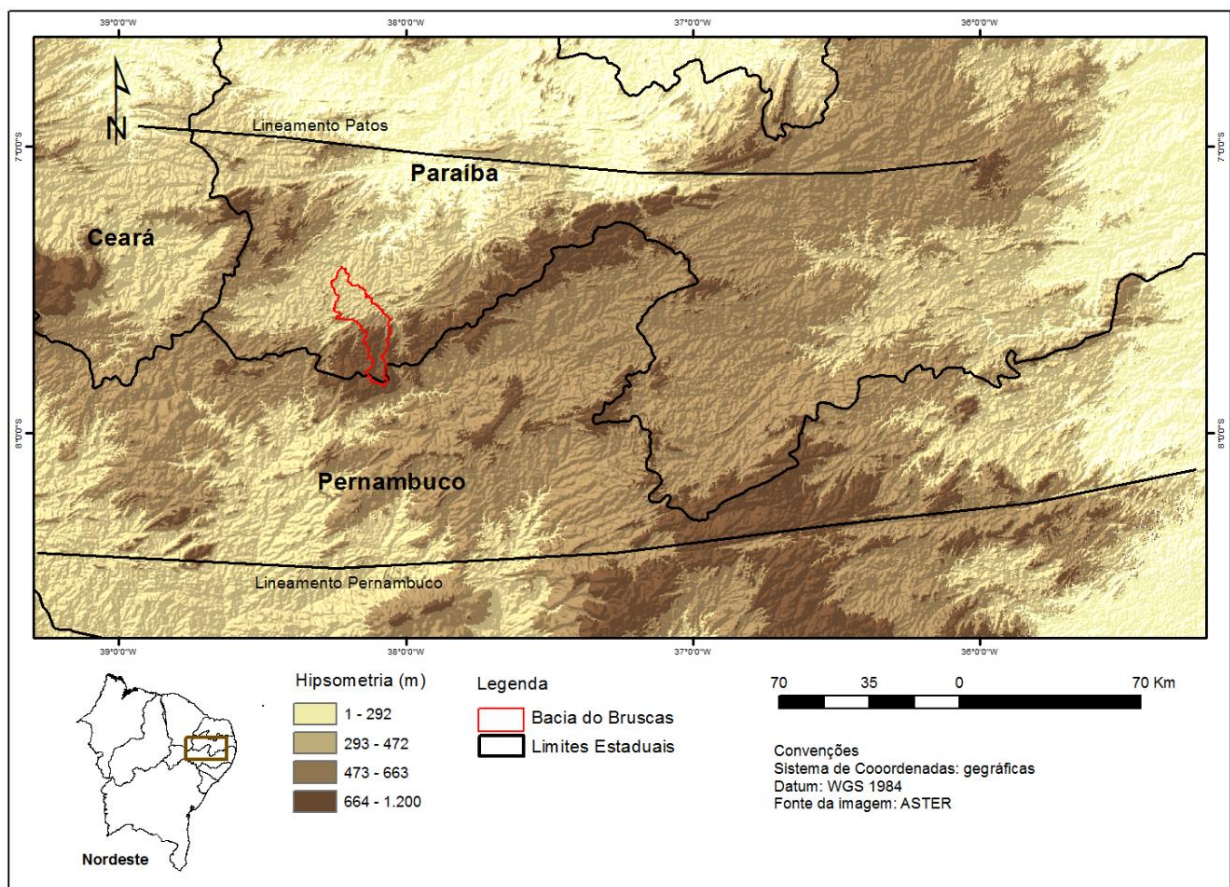 39°0'0"W
38°0'0"W
37°0'0"W
36°0'0"W
N
Lineamento Patos
7°0'0"S
7°0'0"S
Paraíba
Ceará
8°0'0"S
8°0'0"S
Pernambuco
Lineamento Pernambuco
39°0'0"W
38°0'0"W
37°0'0"W
36°0'0"W
Nordeste
Hipsometria (m)
1 - 292
293 - 472
473 - 663
664 - 1.200
Legenda
Bacia do Bruscas
Limites Estaduais
70 35 0 70 Km
Convenções
Sistema de Cooordenadas: gegráficas
Datum: WGS 1984
Fonte da imagem: ASTER